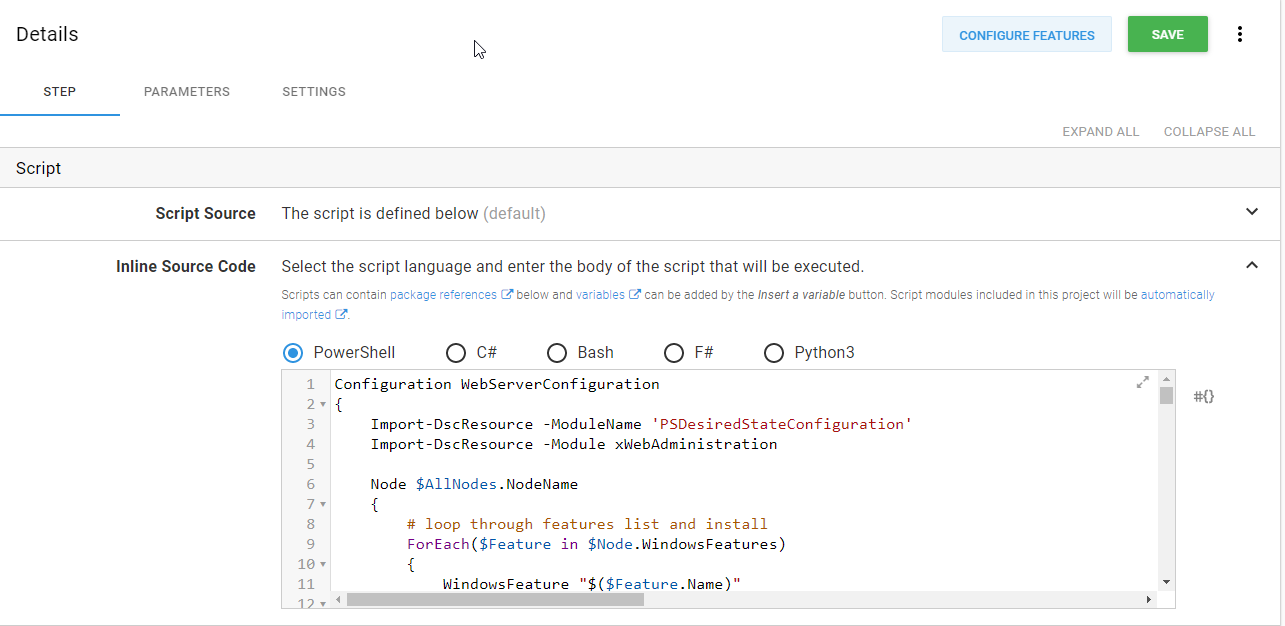 Details
CONFIGURE FEATURES
SAVE
STEP
PARAMETERS
SETTINGS
EXPAND ALL
COLLAPSE ALL
Script
Script Source
The script is defined below (default)
Inline Source Code
Select the script language and enter the body of the script that will be executed.
Scripts can contain package references below and variables can be added by the Insert a variable button. Script modules included in this project will be automatically
imported.
PowerShell
C#
Bash
F#
Python3
1 Configuration WebServerConfiguration
2 {
3     Import-DscResource -ModuleName 'PSDesiredStateConfiguration'
4     Import-DscResource -Module xWebAdministration
5
6     Node $AllNodes.NodeName
7     {
8         # loop through features list and install
9         ForEach($Feature in $Node.WindowsFeatures)
10         {
11             WindowsFeature "$($Feature.Name)"
12
#{}